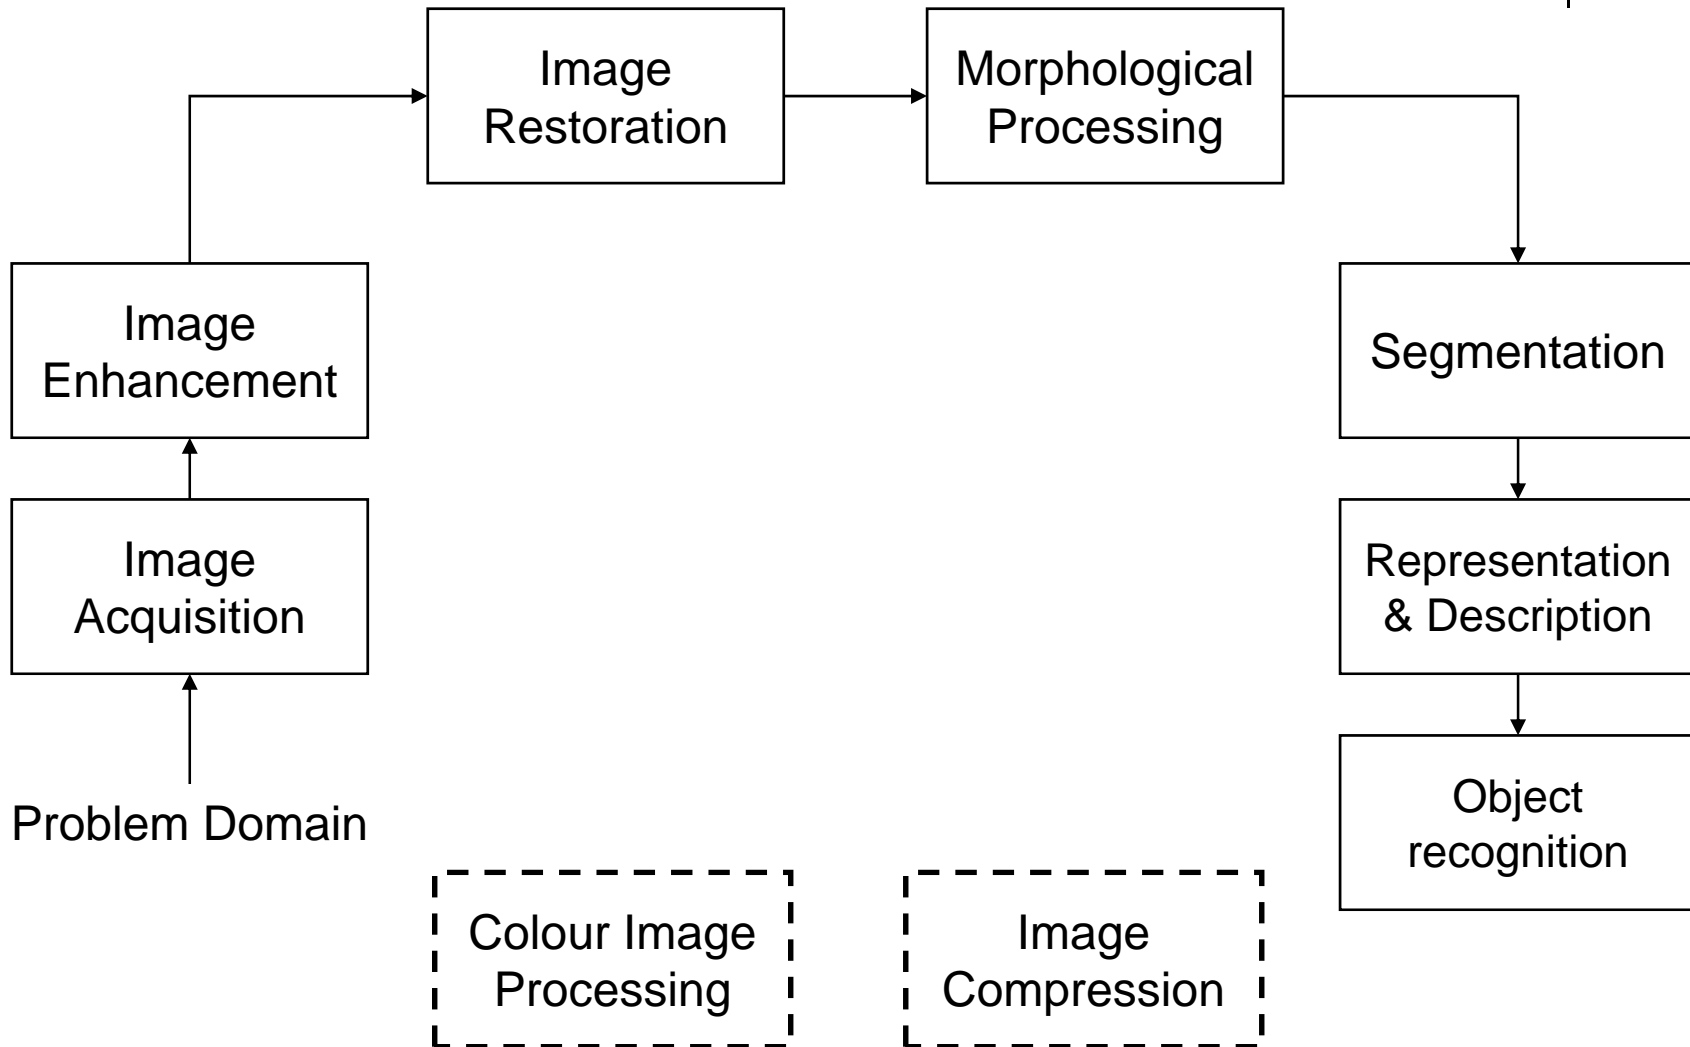 Image
Restoration
Morphological
Processing
Image
Enhancement
Segmentation
Image
Acquisition
Representation
& Description
Problem Domain
Object
recognition
Colour Image
Processing
Image
Compression